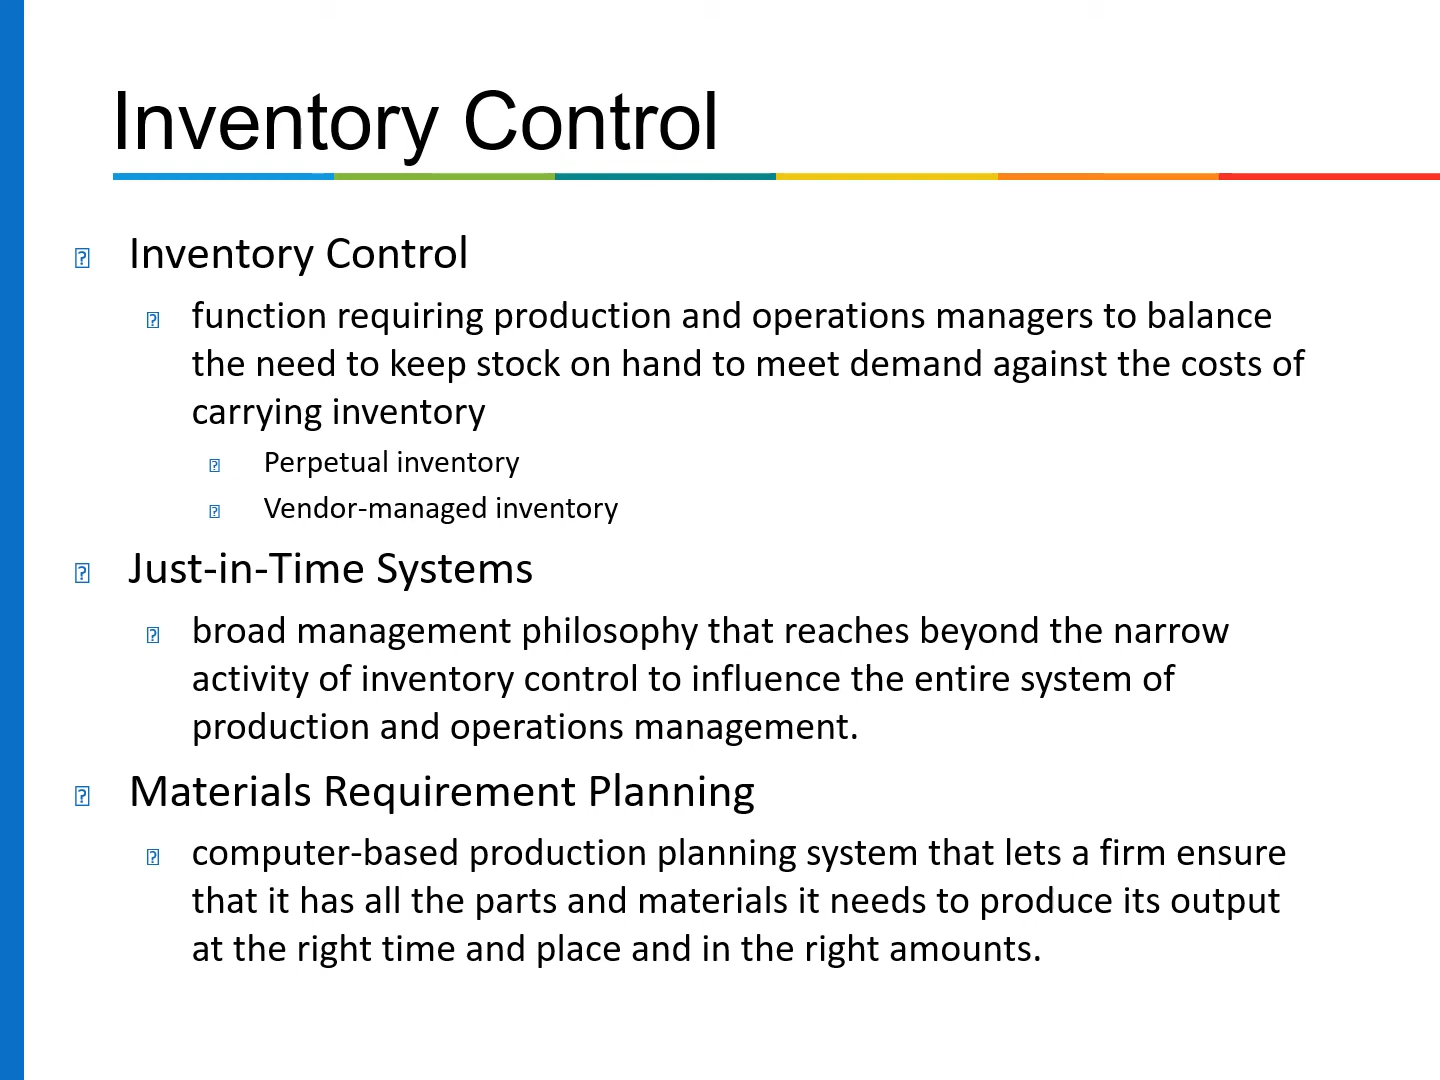 Inventory Control
Inventory Control
function requiring production and operations managers to balance
the need to keep stock on hand to meet demand against the costs of
carrying inventory
Perpetual inventory
Vendor-managed inventory
Just-in-Time Systems
broad management philosophy that reaches beyond the narrow
activity of inventory control to influence the entire system of
production and operations management.
Materials Requirement Planning
computer-based production planning system that lets a firm ensure
that it has all the parts and materials it needs to produce its output
at the right time and place and in the right amounts.